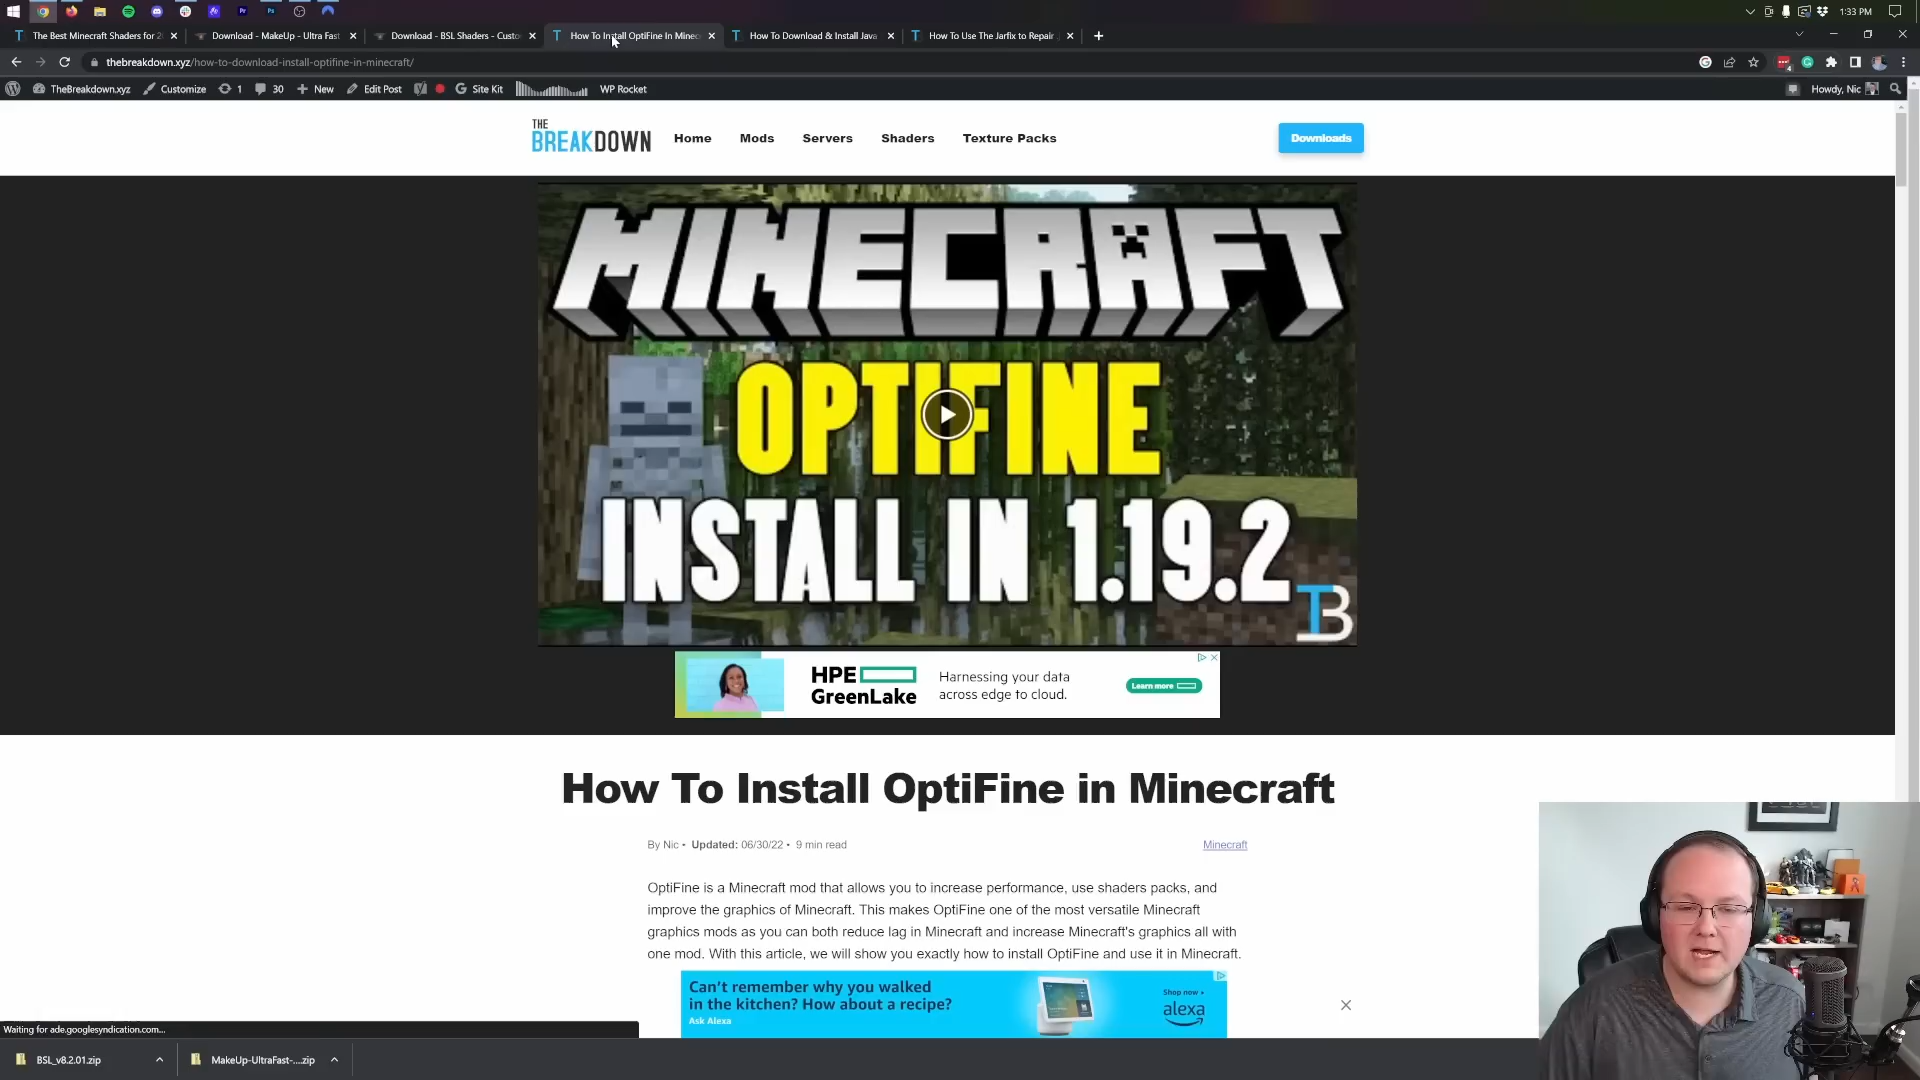 1:33 PM
The Best Minecraft Shaders for 2
Download - MakeUp - Ultra Fast
Download - BSL Shaders - Custo
How To Install OptiFine In Minec
How To Download & Install Java
How To Use The Jarfix to Repair
thebreakdown.xyz/how-to-download-install-optifine-in-minecraft/
TheBreakdown.xyz Customize 1 30 New Edit Post Site Kit WP Rocket Howdy, Nic
THE
BREAKDOWN
Home Mods Servers Shaders Texture Packs Downloads
MINECRAFT
OPTIFINE
INSTALL IN 1.19.2
TB
HPE
GreenLake
Harnessing your data
across edge to cloud.
Learn more
How To Install OptiFine in Minecraft
By Nic • Updated: 06/30/22 • 9 min read Minecraft
OptiFine is a Minecraft mod that allows you to increase performance, use shaders packs, and
improve the graphics of Minecraft. This makes OptiFine one of the most versatile Minecraft
graphics mods as you can both reduce lag in Minecraft and increase Minecraft's graphics all with
one mod. With this article, we will show you exactly how to install OptiFine and use it in Minecraft.
Can't remember why you walked
in the kitchen? How about a recipe?
Ask Alexa
Shop now
alexa
Waiting for ade.googlesyndication.com...
BSL_v8.2.01.zip
MakeUp-UltraFast-....zip